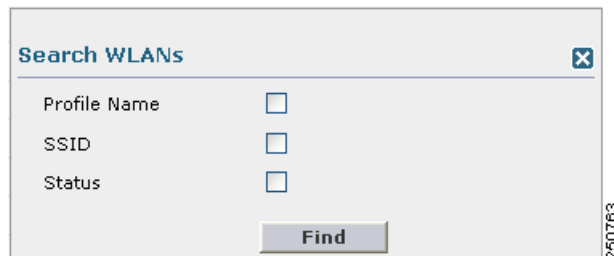 Search WLANs
Profile Name
SSID
Status
Find
250763